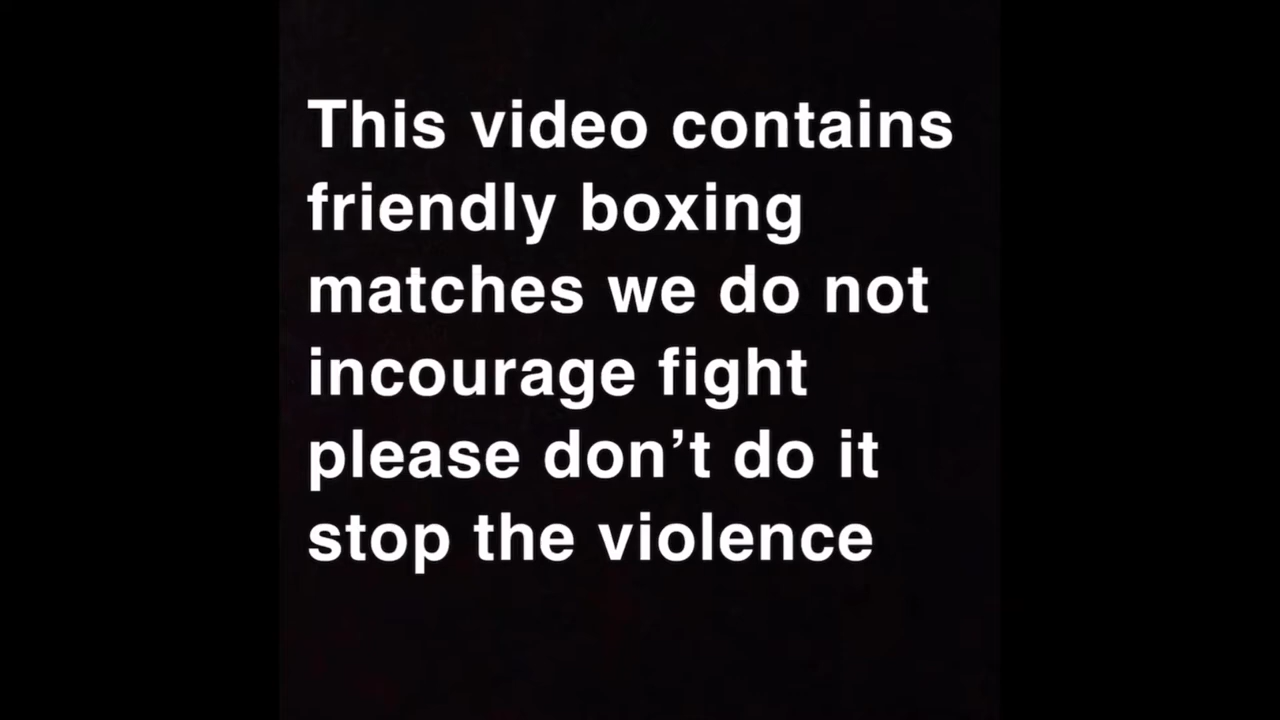 This video contains
friendly boxing
matches we do not
incourage fight
please don’t do it
stop the violence